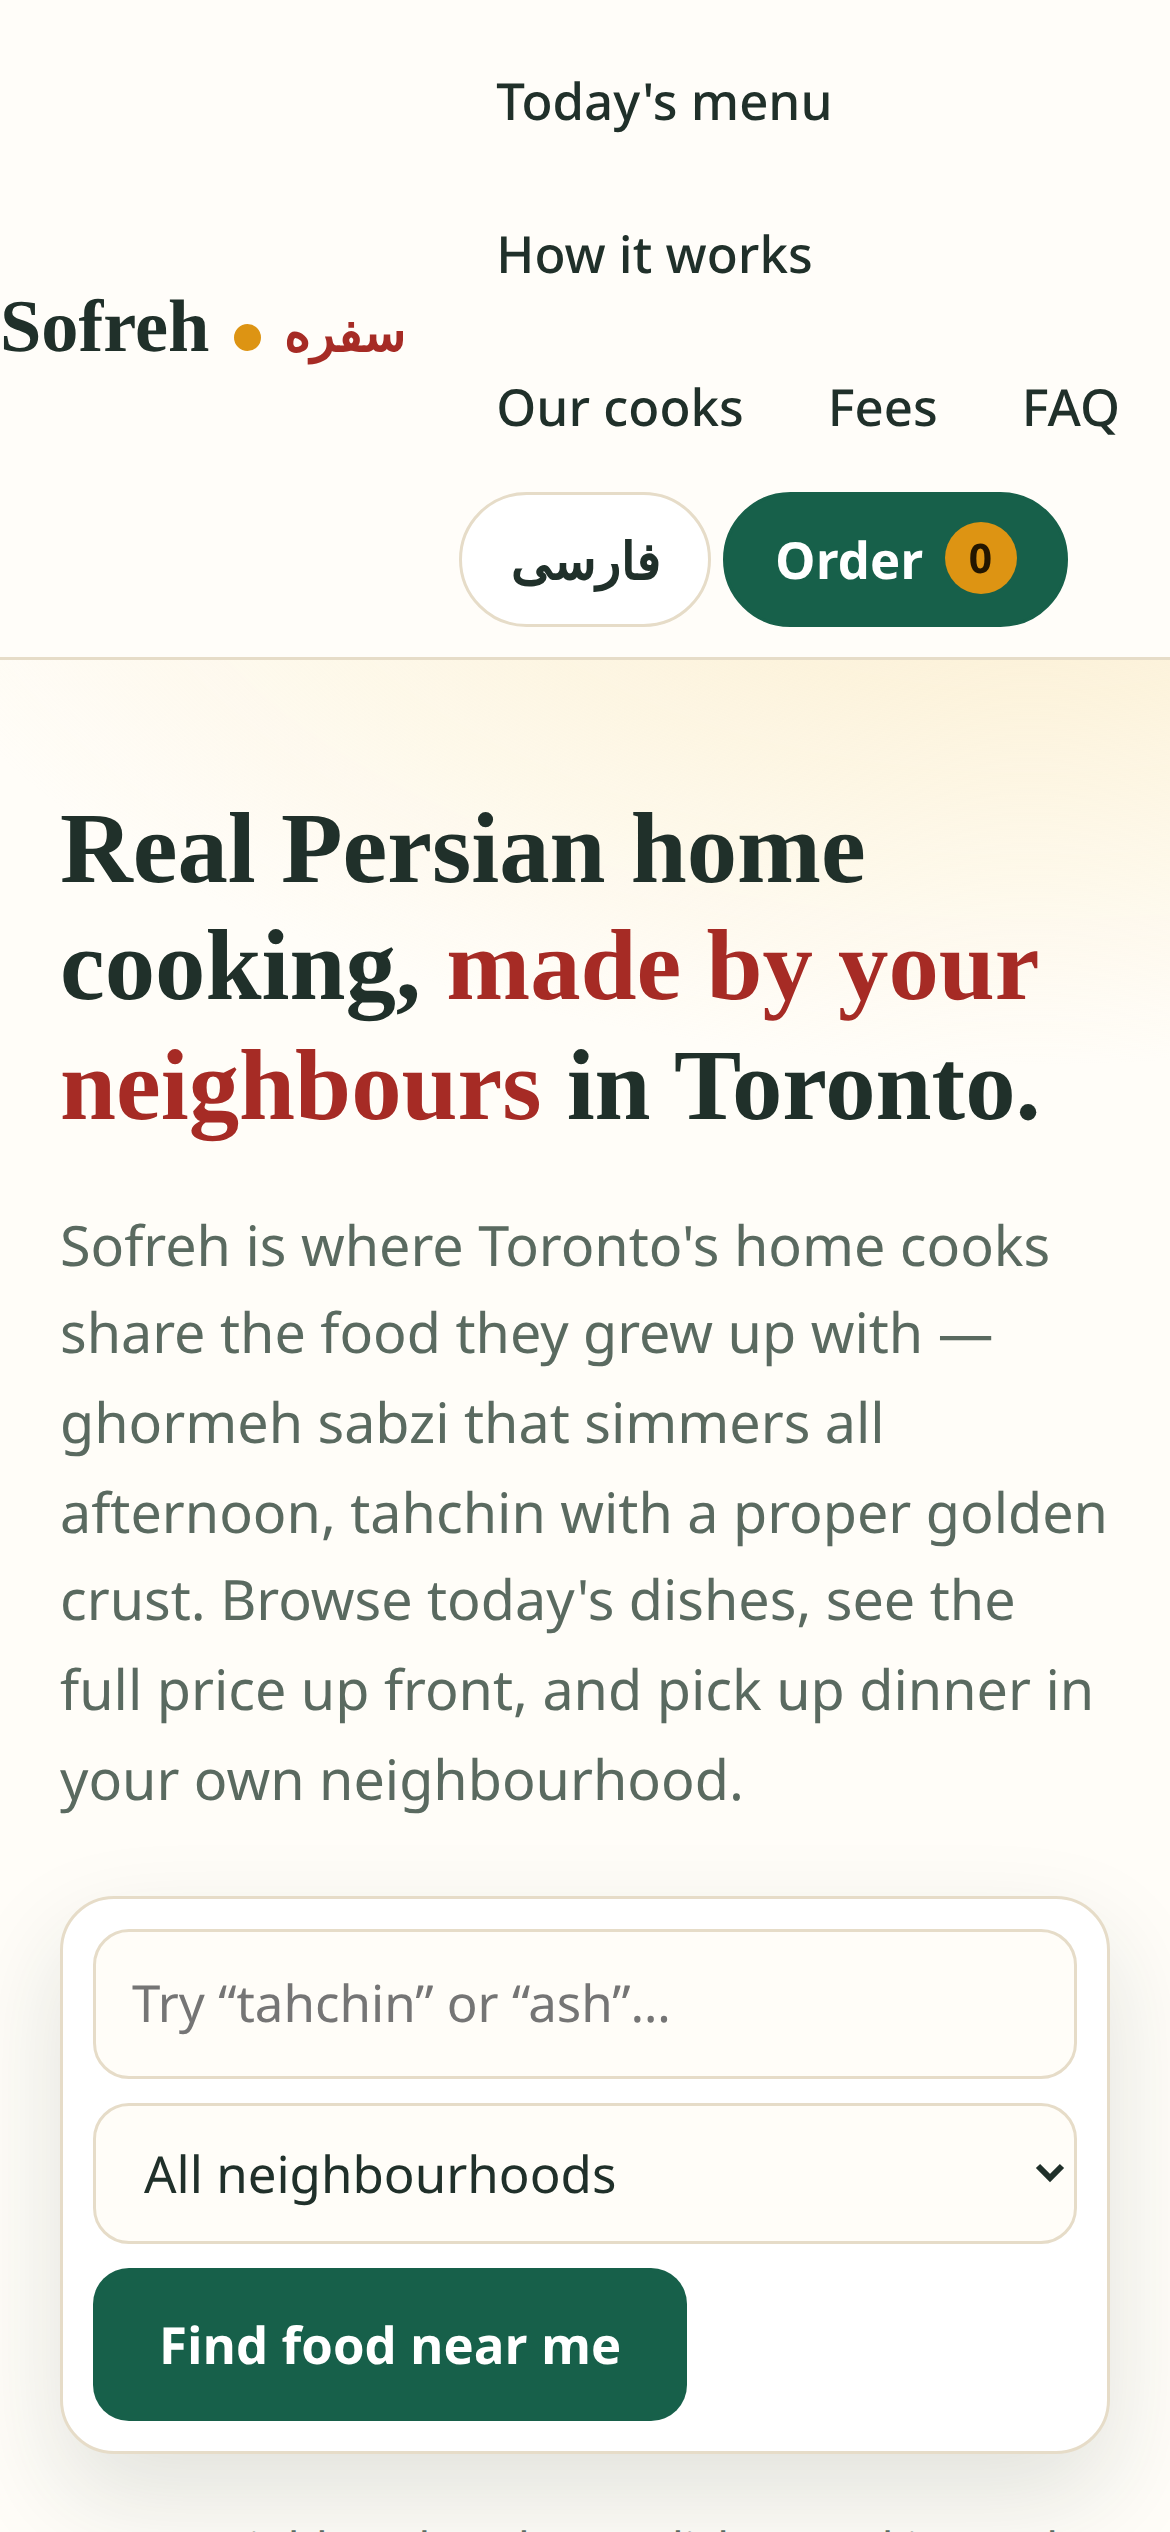 Today's menu
How it works
Sofreh سفره
Our cooks Fees FAQ
فارسی Order 0
Real Persian home
cooking, made by your
neighbours in Toronto.
Sofreh is where Toronto's home cooks
share the food they grew up with —
ghormeh sabzi that simmers all
afternoon, tahchin with a proper golden
crust. Browse today's dishes, see the
full price up front, and pick up dinner in
your own neighbourhood.
Try “tahchin” or “ash”…
All neighbourhoods
Find food near me